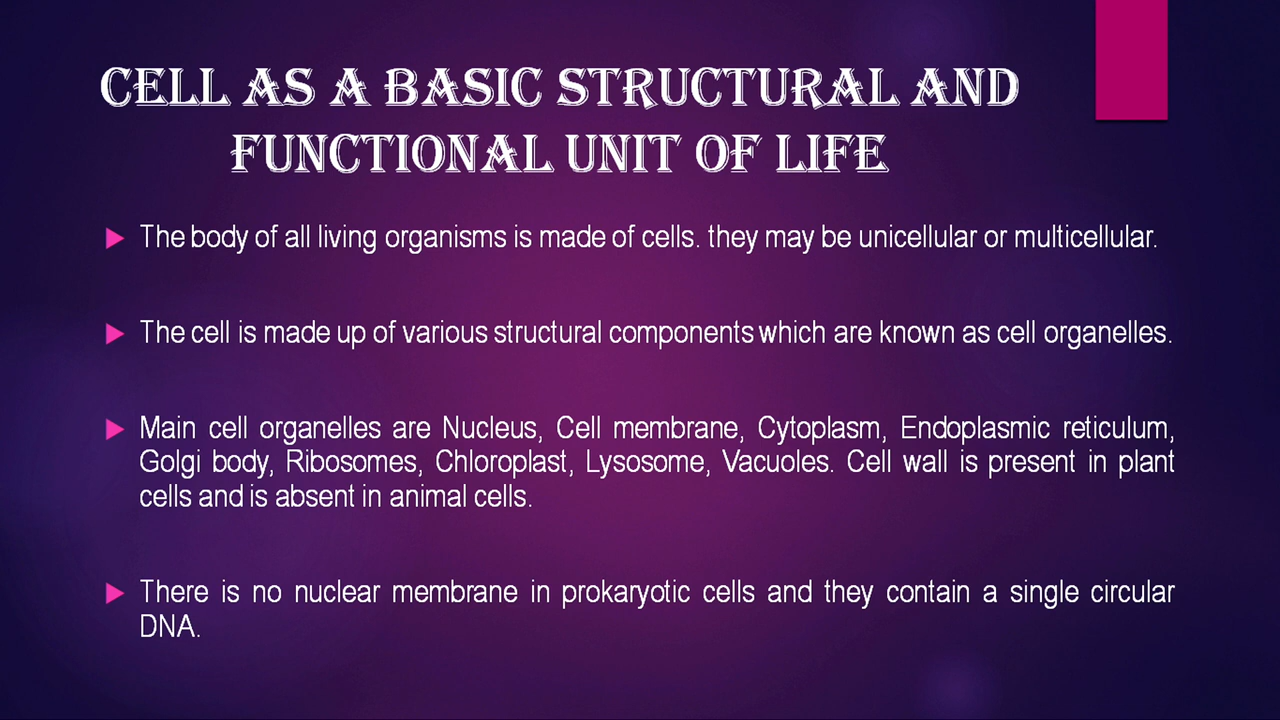 CELL AS A BASIC STRUCTURAL AND
FUNCTIONAL UNIT OF LIFE
The body of all living organisms is made of cells. they may be unicellular or multicellular.
The cell is made up of various structural components which are known as cell organelles.
Main cell organelles are Nucleus, Cell membrane, Cytoplasm, Endoplasmic reticulum,
Golgi body, Ribosomes, Chloroplast, Lysosome, Vacuoles. Cell wall is present in plant
cells and is absent in animal cells.
There is no nuclear membrane in prokaryotic cells and they contain a single circular
DNA.